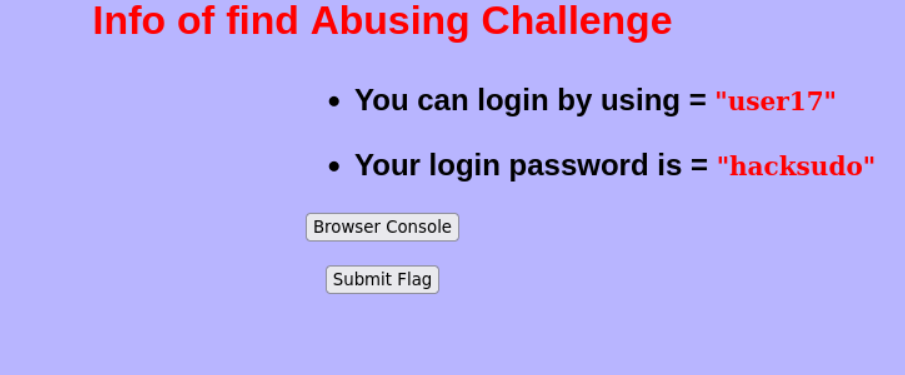 Info of find Abusing Challenge
You can login by using = "user17"
Your login password is = "hacksudo"
Browser Console
Submit Flag